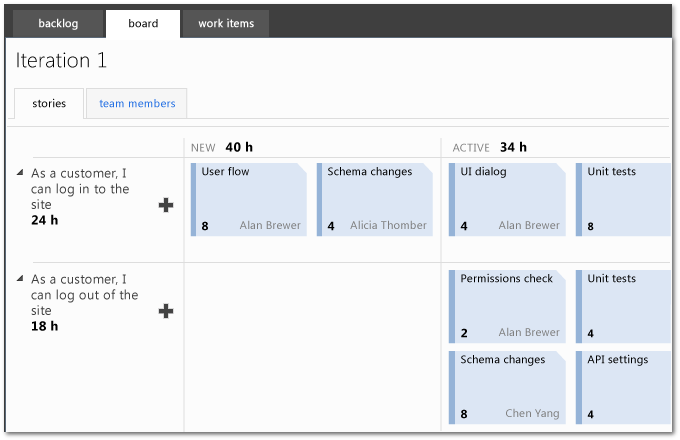 backlog board work items
Iteration 1
stories team members
NEW 40 h ACTIVE 34 h
As a customer, I
can log in to the
site
24 h
User flow
8 Alan Brewer
Schema changes
4 Alicia Thomber
UI dialog
4 Alan Brewer
Unit tests
8
As a customer, I
can log out of the
site
18 h
Permissions check
2 Alan Brewer
Unit tests
4
Schema changes
8 Chen Yang
API settings
4